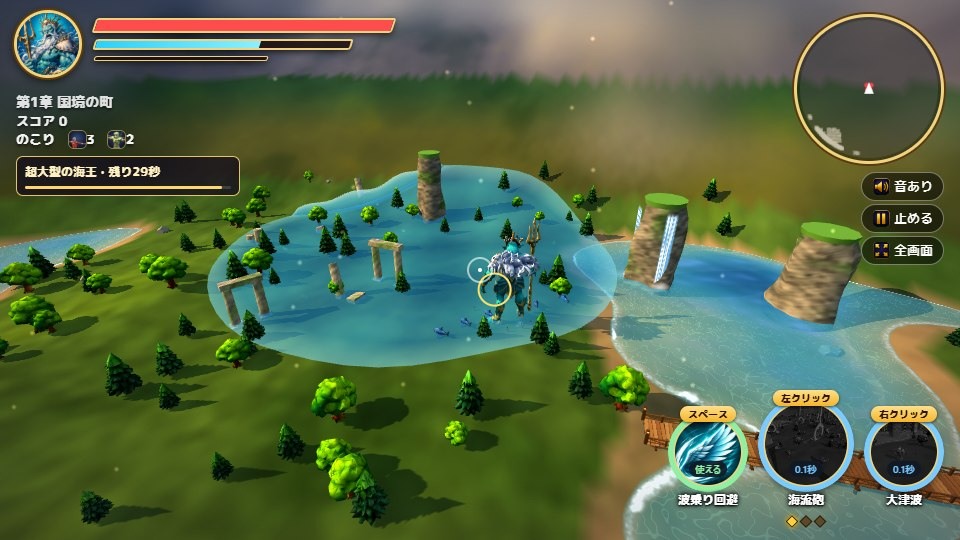 第1章 国境の町
スコア 0
のこり 3 2
超大型の海王・残り29秒
音あり
止める
全画面
スペース
使える
波乗り回避
左クリック
0.1秒
海流砲
右クリック
0.1秒
大津波